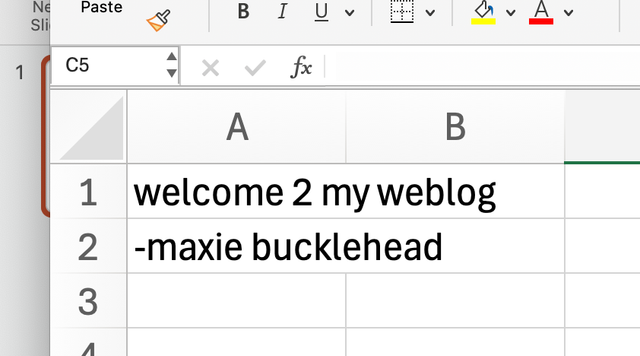 Ne
Paste
Sli
B I U A
1
C5
fx
A B
1 welcome 2 my weblog
2 -maxie bucklehead
3
4